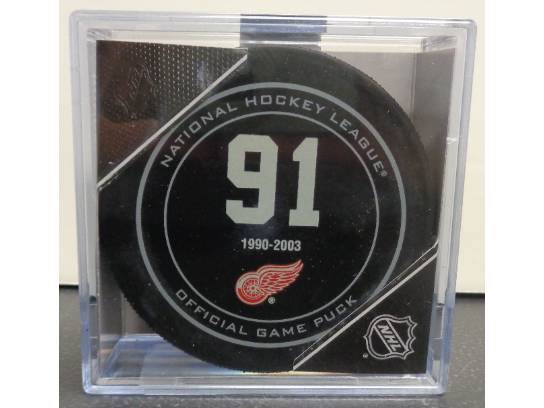 NATIONAL HOCKEY LEAGUE®
91
1990-2003
®
OFFICIAL GAME PUCK
NHL
®